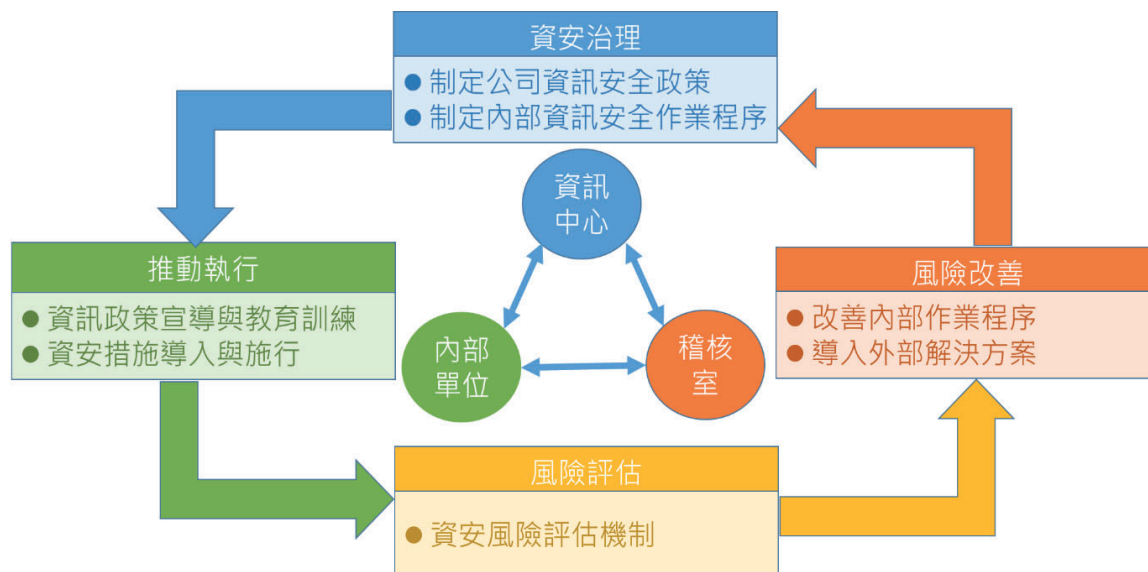 資安治理
● 制定公司資訊安全政策
● 制定內部資訊安全作業程序
資訊
中心
推動執行
● 資訊政策宣導與教育訓練
● 資安措施導入與施行
內部
單位
稽核
室
風險改善
● 改善內部作業程序
● 導入外部解決方案
風險評估
● 資安風險評估機制